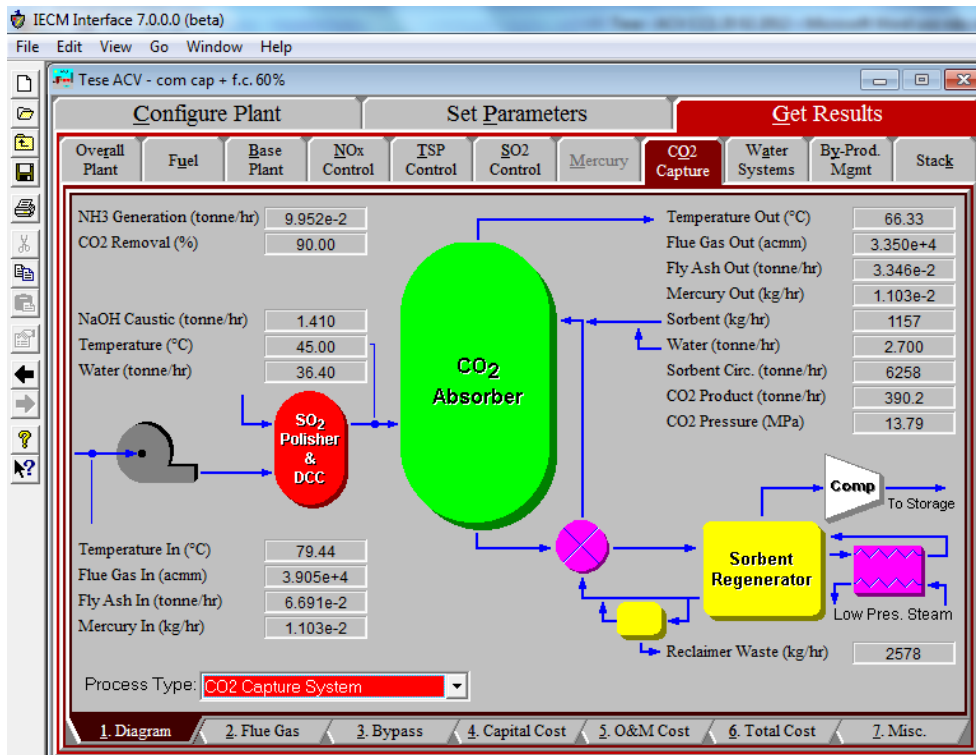 IECM Interface 7.0.0.0 (beta)
File Edit View Go Window Help
Tese ACV - com cap + f.c. 60%
Configure Plant Set Parameters Get Results
Overall Plant Fuel Base Plant NOx Control TSP Control SO2 Control Mercury CO2 Capture Water Systems By-Prod. Mgmt Stack
NH3 Generation (tonne/hr) 9.952e-2
CO2 Removal (%) 90.00
NaOH Caustic (tonne/hr) 1.410
Temperature (°C) 45.00
Water (tonne/hr) 36.40
SO2
Polisher
&
DCC
CO2
Absorber
Temperature Out (°C) 66.33
Flue Gas Out (acmm) 3.350e+4
Fly Ash Out (tonne/hr) 3.346e-2
Mercury Out (kg/hr) 1.103e-2
Sorbent (kg/hr) 1157
Water (tonne/hr) 2.700
Sorbent Circ. (tonne/hr) 6258
CO2 Product (tonne/hr) 390.2
CO2 Pressure (MPa) 13.79
Comp
To Storage
Sorbent
Regenerator
Low Pres. Steam
Temperature In (°C) 79.44
Flue Gas In (acmm) 3.905e+4
Fly Ash In (tonne/hr) 6.691e-2
Mercury In (kg/hr) 1.103e-2
Reclaimer Waste (kg/hr) 2578
Process Type: CO2 Capture System
1. Diagram 2. Flue Gas 3. Bypass 4. Capital Cost 5. O&M Cost 6. Total Cost 7. Misc.